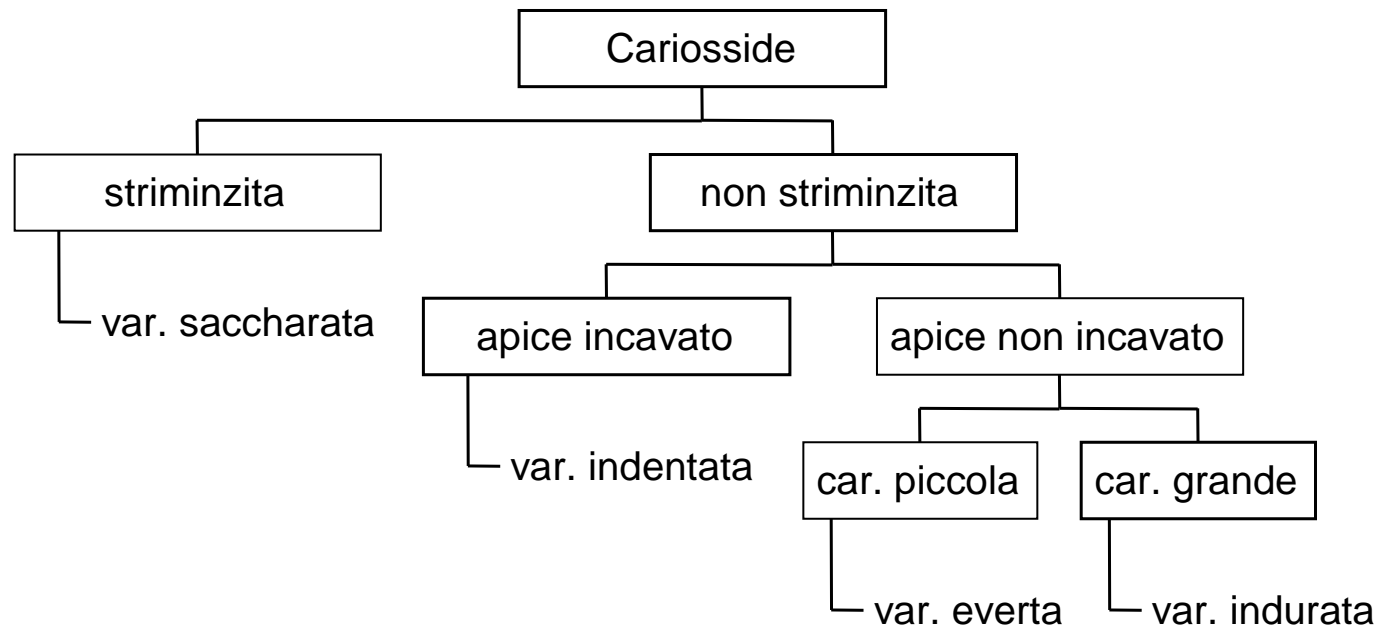 Cariosside
striminzita
non striminzita
var. saccharata
apice incavato
apice non incavato
var. indentata
car. piccola
car. grande
var. everta
var. indurata